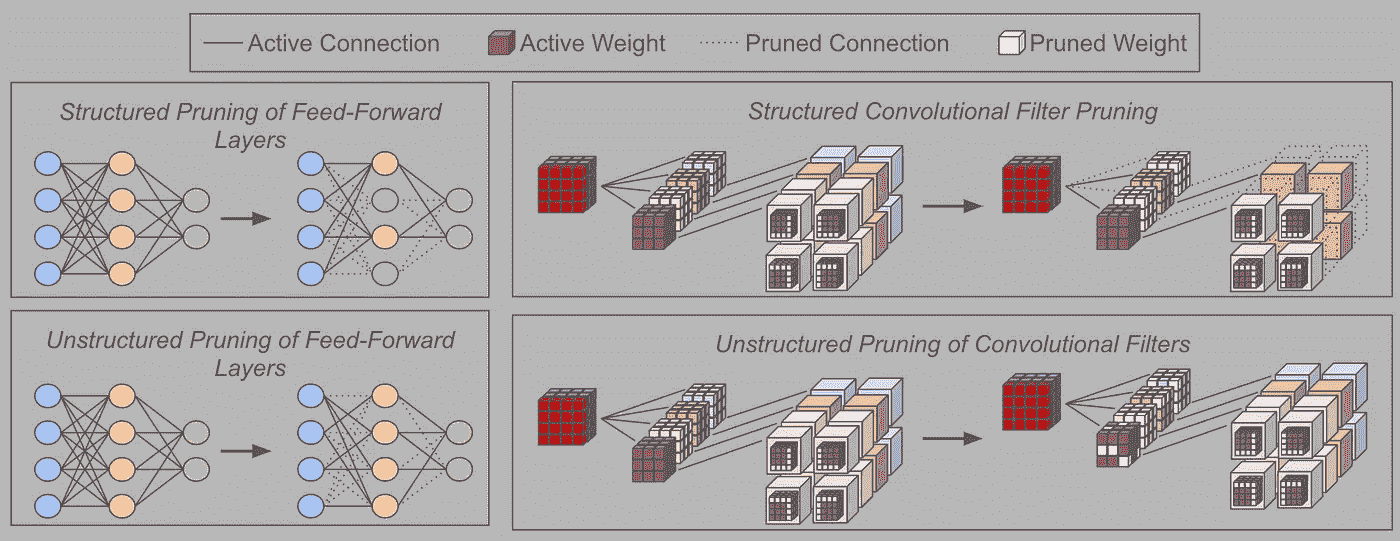 Active Connection Active Weight Pruned Connection Pruned Weight
Structured Pruning of Feed-Forward
Layers
Structured Convolutional Filter Pruning
Unstructured Pruning of Feed-Forward
Layers
Unstructured Pruning of Convolutional Filters